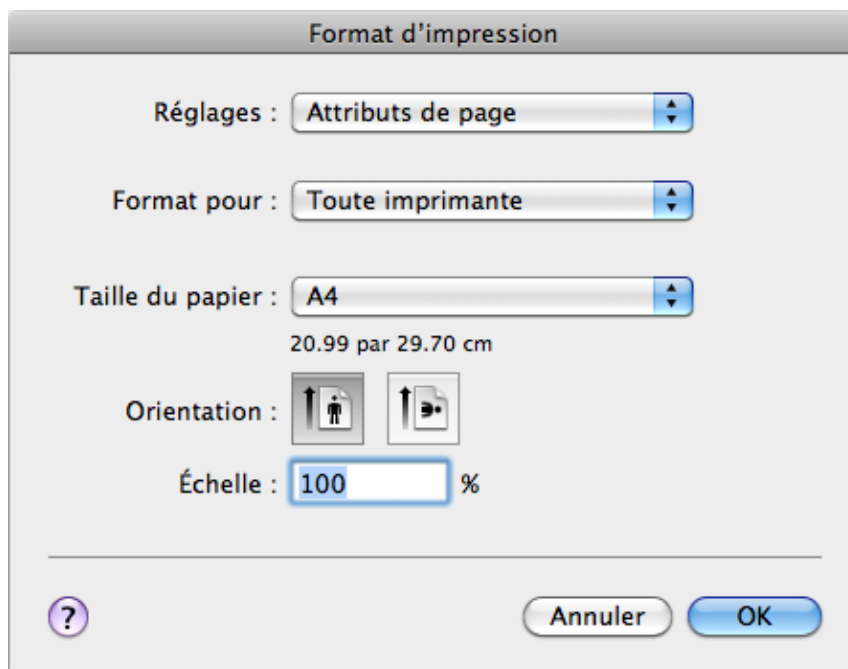 Format d’impression
Réglages : Attributs de page
Format pour : Toute imprimante
Taille du papier : A4
20.99 par 29.70 cm
Orientation :
Échelle : 100 %
? Annuler OK